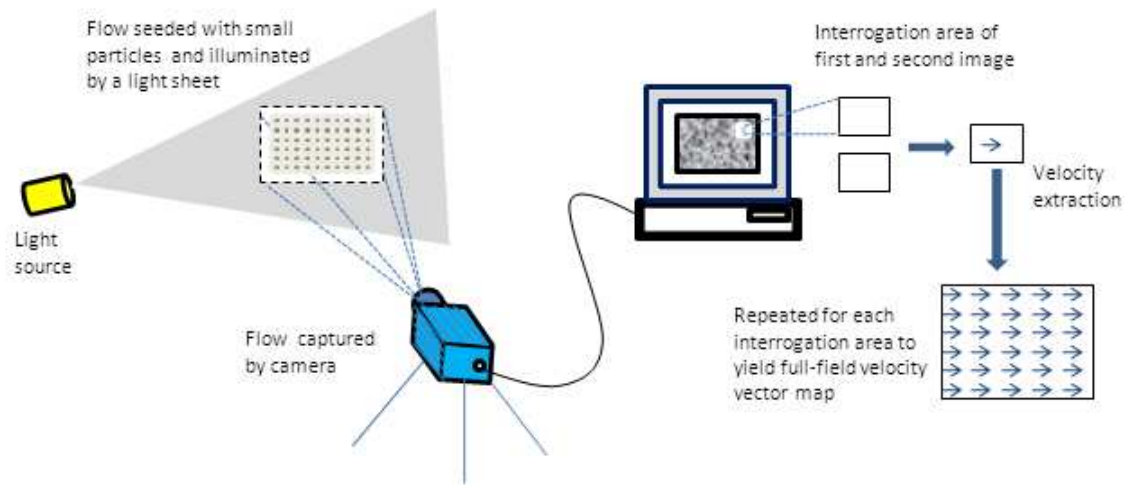 Flow seeded with small
particles and illuminated
by a light sheet
Light
source
Flow captured
by camera
Interrogation area of
first and second image
Velocity
extraction
Repeated for each
interrogation area to
yield full-field velocity
vector map